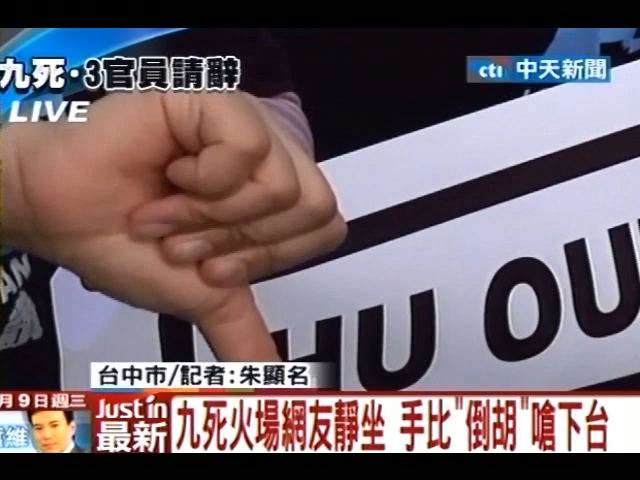 九死·3官員請辭
LIVE
cti 中天新聞
HU OU
台中市/記者:朱顯名
月9日週三
維
Just in
最新
九死火場網友靜坐 手比"倒胡"嗆下台